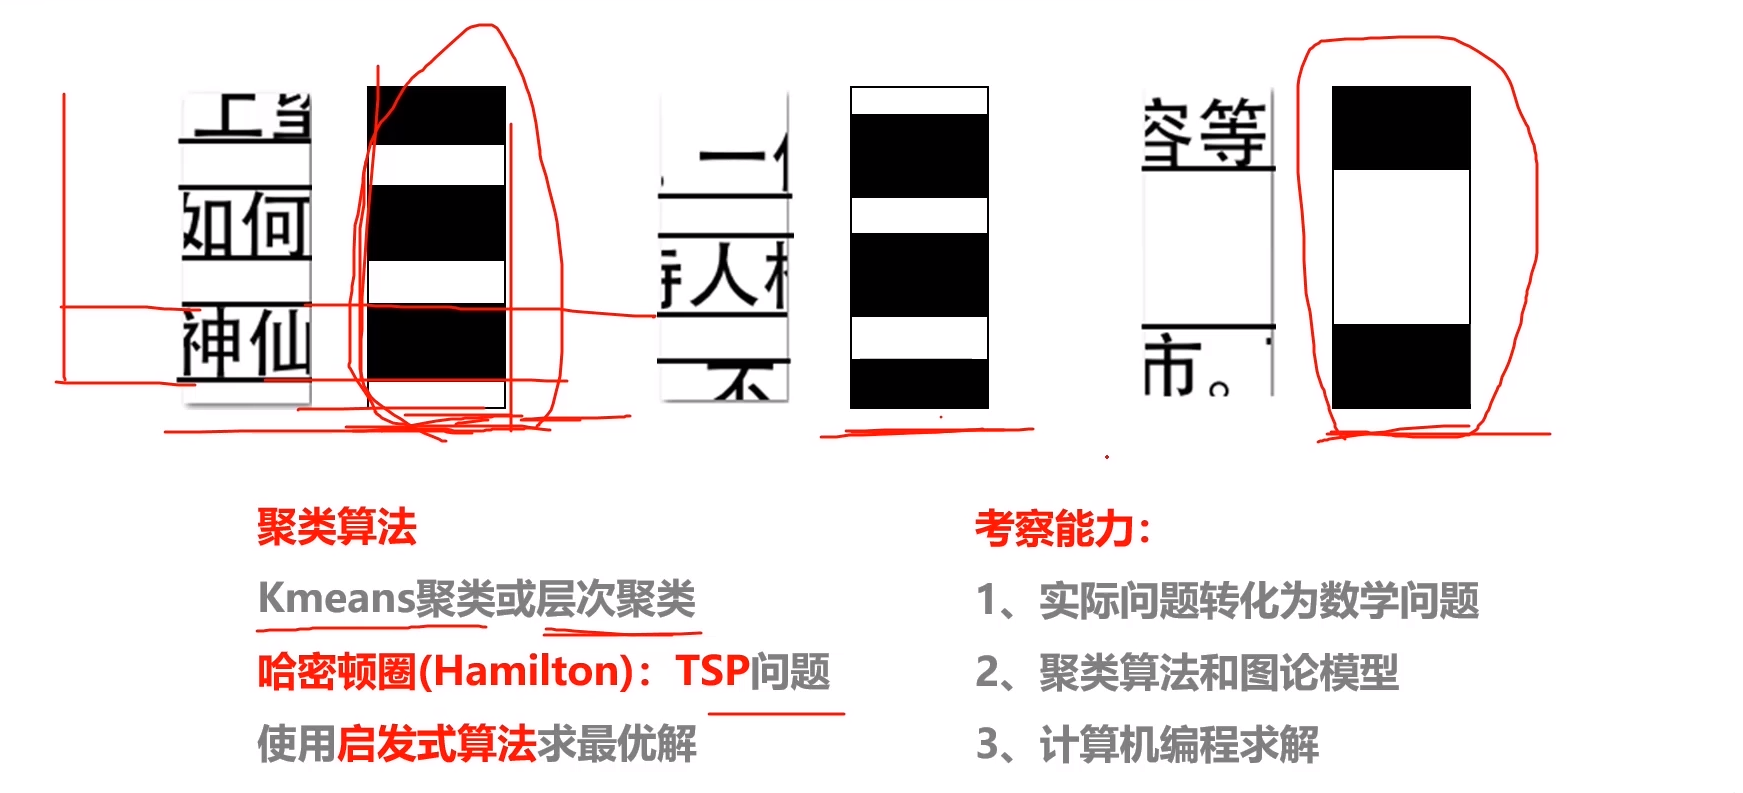 上
如何
神仙
一
人
不
容等
市。
聚类算法
Kmeans聚类或层次聚类
哈密顿圈(Hamilton)：TSP问题
使用启发式算法求最优解
考察能力：
1、实际问题转化为数学问题
2、聚类算法和图论模型
3、计算机编程求解